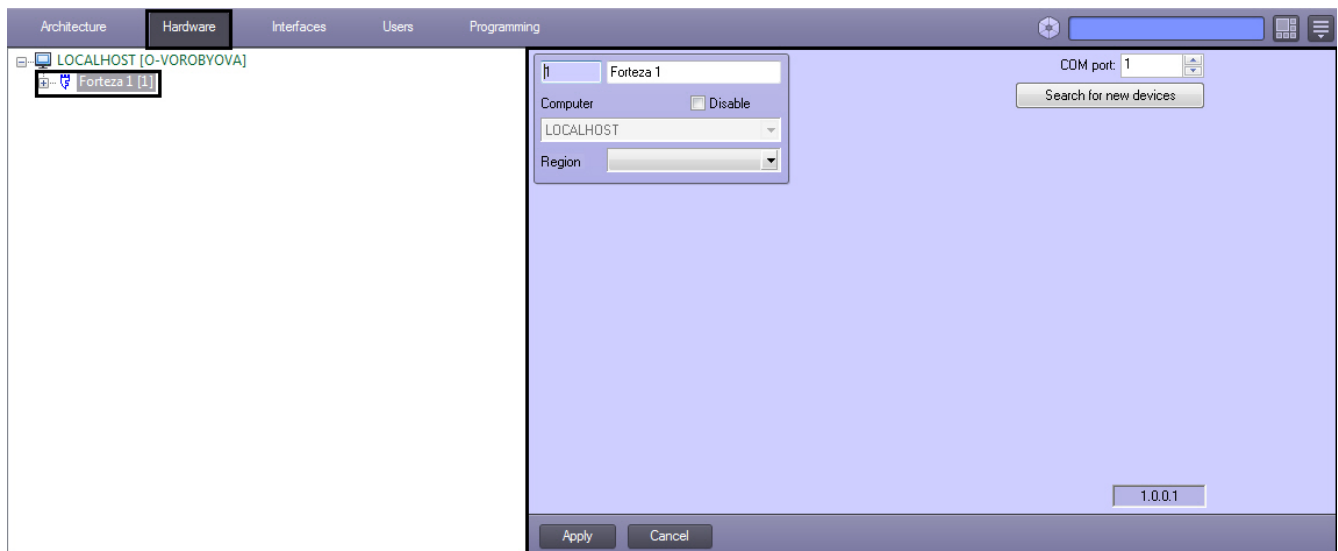 Architecture Hardware Interfaces Users Programming
LOCALHOST [O-VOROBYOVA]
Forteza 1 [1]
1 Forteza 1
Computer Disable
LOCALHOST
Region
COM port: 1
Search for new devices
1.0.0.1
Apply Cancel